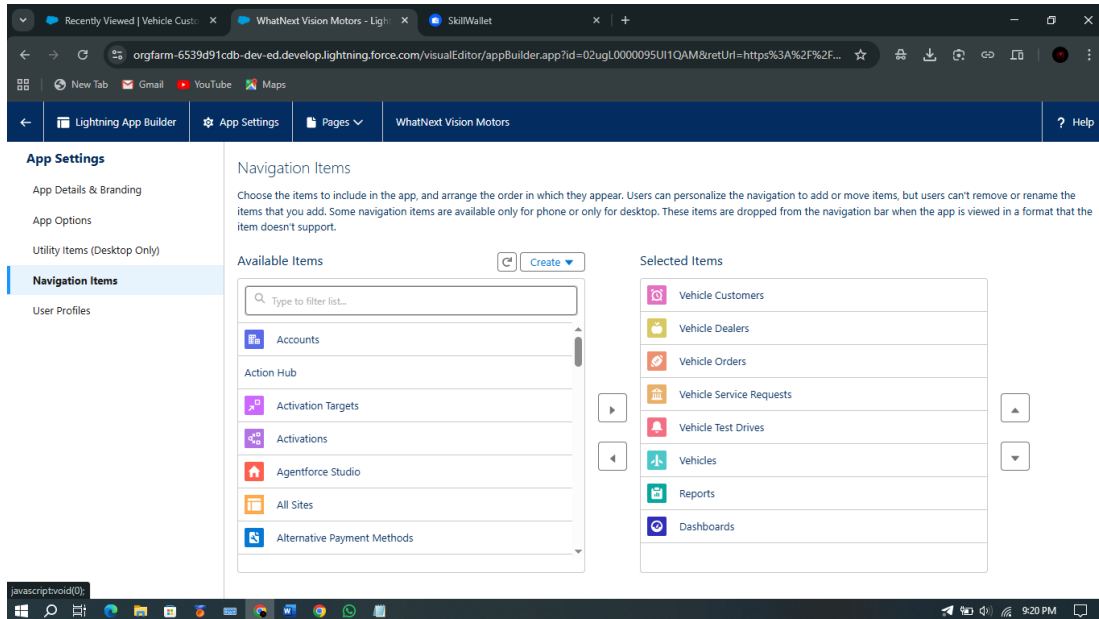 Recently Viewed | Vehicle Custo
WhatNext Vision Motors - Ligh
SkillWallet
orgfarm-6539d91cdb-dev-ed.develop.lightning.force.com/visualEditor/appBuilder.app?id=02ugL0000095UI1QAM&retUrl=https%3A%2F%2F...
New Tab
Gmail
YouTube
Maps
Lightning App Builder
App Settings
Pages
WhatNext Vision Motors
? Help
App Settings
App Details & Branding
App Options
Utility Items (Desktop Only)
Navigation Items
User Profiles
Navigation Items
Choose the items to include in the app, and arrange the order in which they appear. Users can personalize the navigation to add or move items, but users can't remove or rename the
items that you add. Some navigation items are available only for phone or only for desktop. These items are dropped from the navigation bar when the app is viewed in a format that the
item doesn't support.
Available Items
Create
Type to filter list...
Accounts
Action Hub
Activation Targets
Activations
Agentforce Studio
All Sites
Alternative Payment Methods
Selected Items
Vehicle Customers
Vehicle Dealers
Vehicle Orders
Vehicle Service Requests
Vehicle Test Drives
Vehicles
Reports
Dashboards
javascript:void(0);
9:20 PM